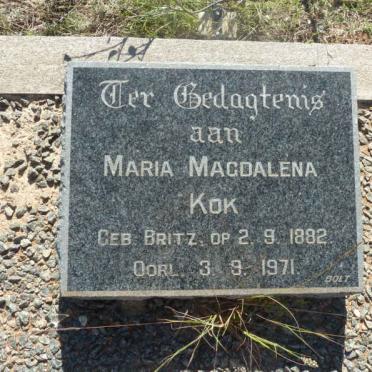 Ter Gedagtenis
aan
MARIA MAGDALENA
KOK
GEB. BRITZ. OP 2. 9. 1882.
OORL. 3. 9. 1971.
BOLT